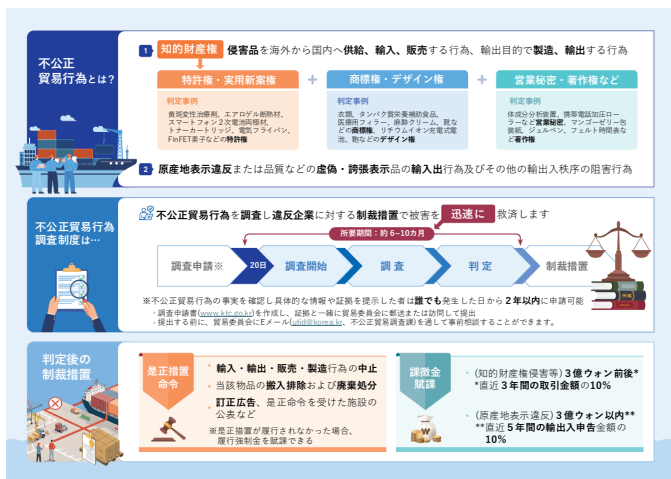 不公正
貿易行為とは?
1 知的財産権 侵害品を海外から国内へ供給、輸入、販売する行為、輸出目的で製造、輸出する行為
特許権・実用新案権
+
商標権・デザイン権
+
営業秘密・著作権など
判定事例
黄斑変性治療剤、エアロゲル断熱材、
スマートフォン2次電池両極材、
トナーカートリッジ、電気フライパン、
FinFET素子などの特許権
判定事例
衣類、タンパク質栄養補助食品、
医療用フィラー、麻酔クリーム、靴な
どの商標権、リチウムイオン充電式電
池、鞄などのデザイン権
判定事例
体成分分析装置、携帯電話加圧ロー
ラーなど営業秘密、マンゴーゼリー包
装紙、ジェルペン、フェルト時間表な
ど著作権
2 原産地表示違反または品質などの虚偽・誇張表示品の輸入出行為及びその他の輸出入秩序の阻害行為
不公正貿易行為
調査制度は…
不公正貿易行為を調査し違反企業に対する制裁措置で被害を 迅速に 救済します
所要期間:約6~10カ月
調査申請※
20日
調査開始
調 査
判 定
制裁措置
※不公正貿易行為の事実を確認し具体的な情報や証拠を提示した者は誰でも発生した日から2年以内に申請可能
・調査申請書(www.ktc.go.kr)を作成し、証拠と一緒に貿易委員会に郵送または訪問して提出
・提出する前に、貿易委員会にEメール(utid@korea.kr、不公正貿易調査課)を通して事前相談することができます。
判定後の
制裁措置
是正措置
命令
・輸入・輸出・販売・製造行為の中止
・当該物品の搬入排除および廃棄処分
・訂正広告、是正命令を受けた施設の
公表など
※是正措置が履行されなかった場合、
履行強制金を賦課できる
課徴金
賦課
・(知的財産権侵害等)3億ウォン前後*
*直近3年間の取引金額の10%
・(原産地表示違反)3億ウォン以内**
**直近5年間の輸出入申告金額の
10%